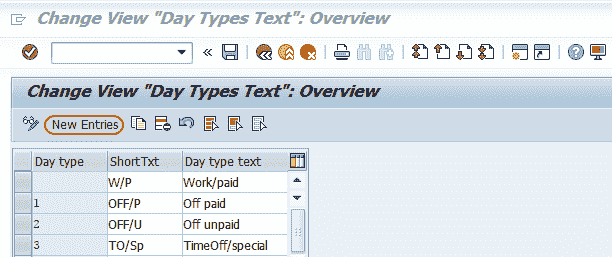 Change View "Day Types Text": Overview
Change View "Day Types Text": Overview
New Entries
Day type ShortTxt Day type text
W/P Work/paid
1 OFF/P Off paid
2 OFF/U Off unpaid
3 TO/Sp TimeOff/special